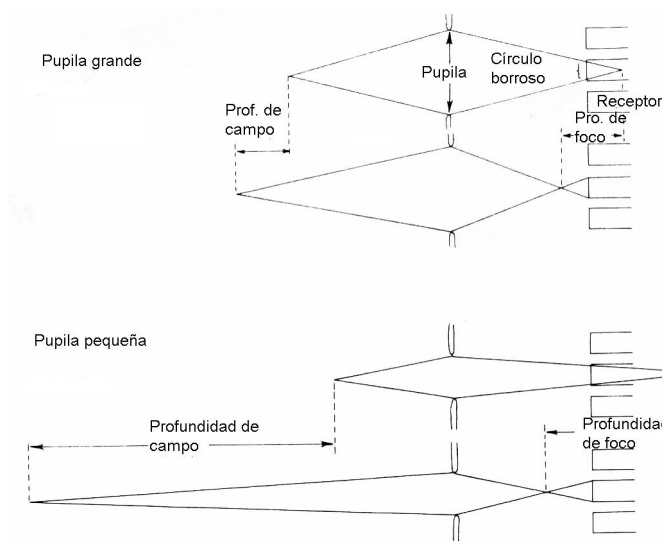 Pupila grande
Pupila
Círculo
borroso
Prof. de
campo
Receptor
Pro. de
foco
Pupila pequeña
Profundidad de
campo
Profundidad
de foco